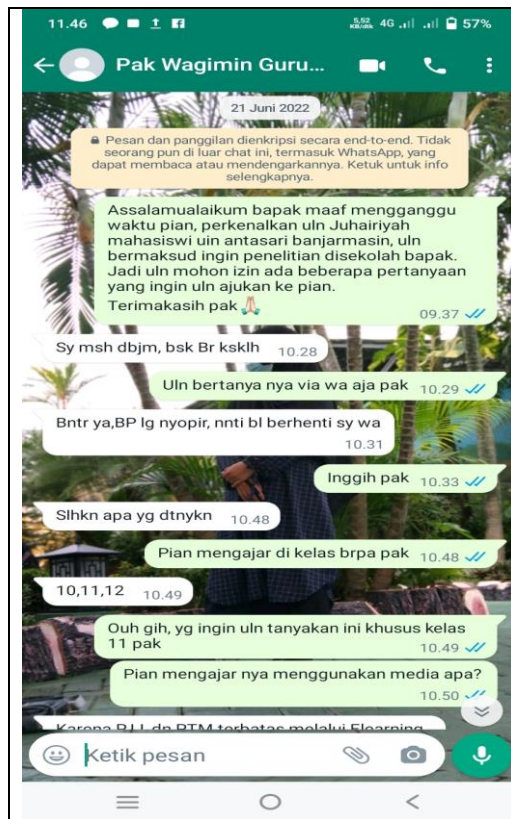 11.46
5,52 KB/dtk 4G 57%
Pak Wagimin Guru...
21 Juni 2022
Pesan dan panggilan dienkripsi secara end-to-end. Tidak
seorang pun di luar chat ini, termasuk WhatsApp, yang
dapat membaca atau mendengarkannya. Ketuk untuk info
selengkapnya.
Assalamualaikum bapak maaf mengganggu
waktu pian, perkenalkan uln Juhairiyah
mahasiswi uin antasari banjarmasin, uln
bermaksud ingin penelitian disekolah bapak.
Jadi uln mohon izin ada beberapa pertanyaan
yang ingin uln ajukan ke pian.
Terimakasih pak 🙏🏻
09.37
Sy msh dbjm, bsk Br ksklh 10.28
Uln bertanya nya via wa aja pak 10.29
Bntr ya,BP lg nyopir, nnti bl berhenti sy wa
10.31
Inggih pak 10.33
Slhkn apa yg dtnykn 10.48
Pian mengajar di kelas brpa pak 10.48
10,11,12 10.49
Ouh gih, yg ingin uln tanyakan ini khusus kelas
11 pak
10.49
Pian mengajar nya menggunakan media apa?
10.50
Karena PJJ dn PTM terbatas melalui Elearning
Ketik pesan